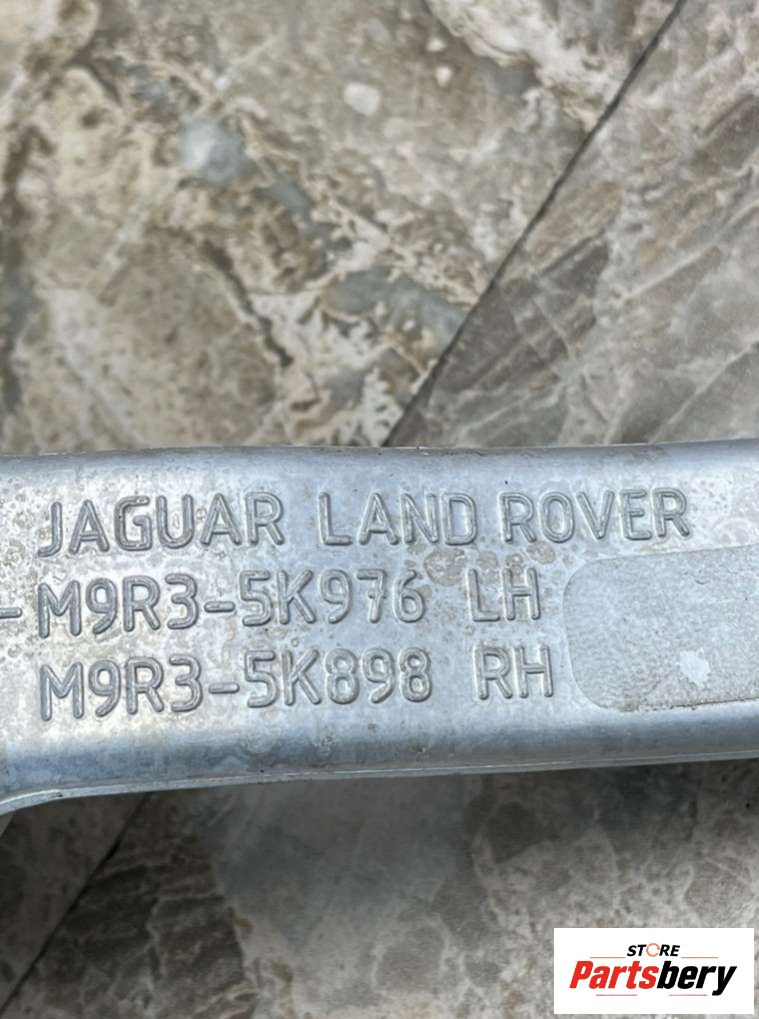 JAGUAR LAND ROVER
-M9R3-5K976 LH
M9R3-5K898 RH
STORE
Partsbery